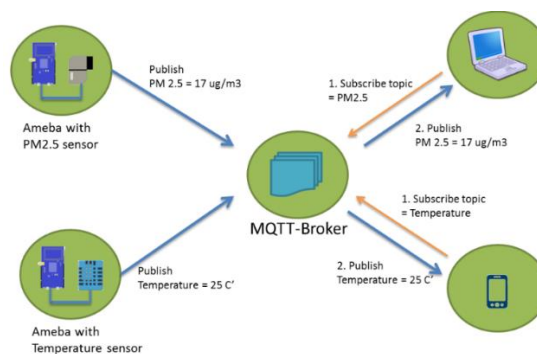 Publish
PM 2.5 = 17 ug/m3
1. Subscribe topic
= PM2.5
2. Publish
PM 2.5 = 17 ug/m3
Ameba with
PM2.5 sensor
MQTT-Broker
1. Subscribe topic
= Temperature
Publish
Temperature = 25 C'
2. Publish
Temperature = 25 C'
Ameba with
Temperature sensor